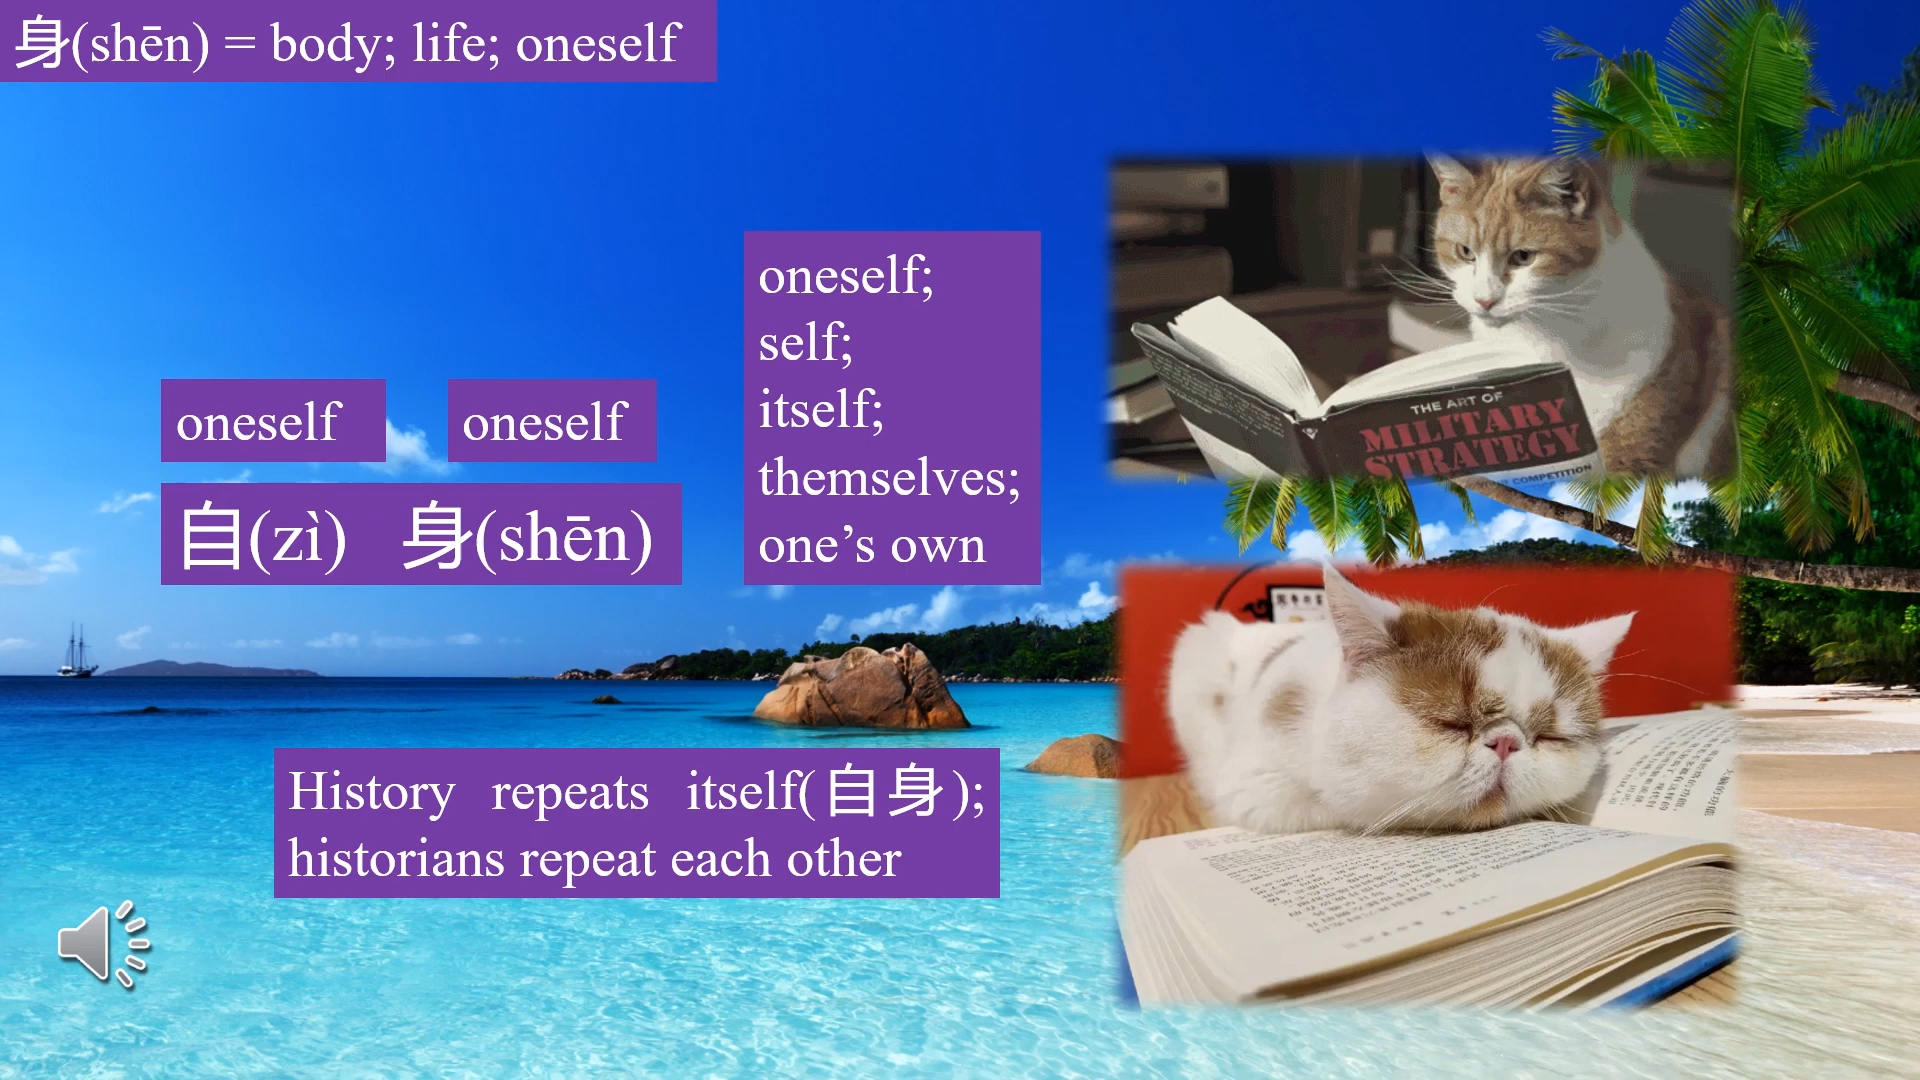 身(shēn) = body; life; oneself
oneself;
self;
itself;
themselves;
one’s own
oneself
oneself
自(zì) 身(shēn)
History repeats itself(自身);
historians repeat each other
THE ART OF
MILITARY
STRATEGY
COMPETITION